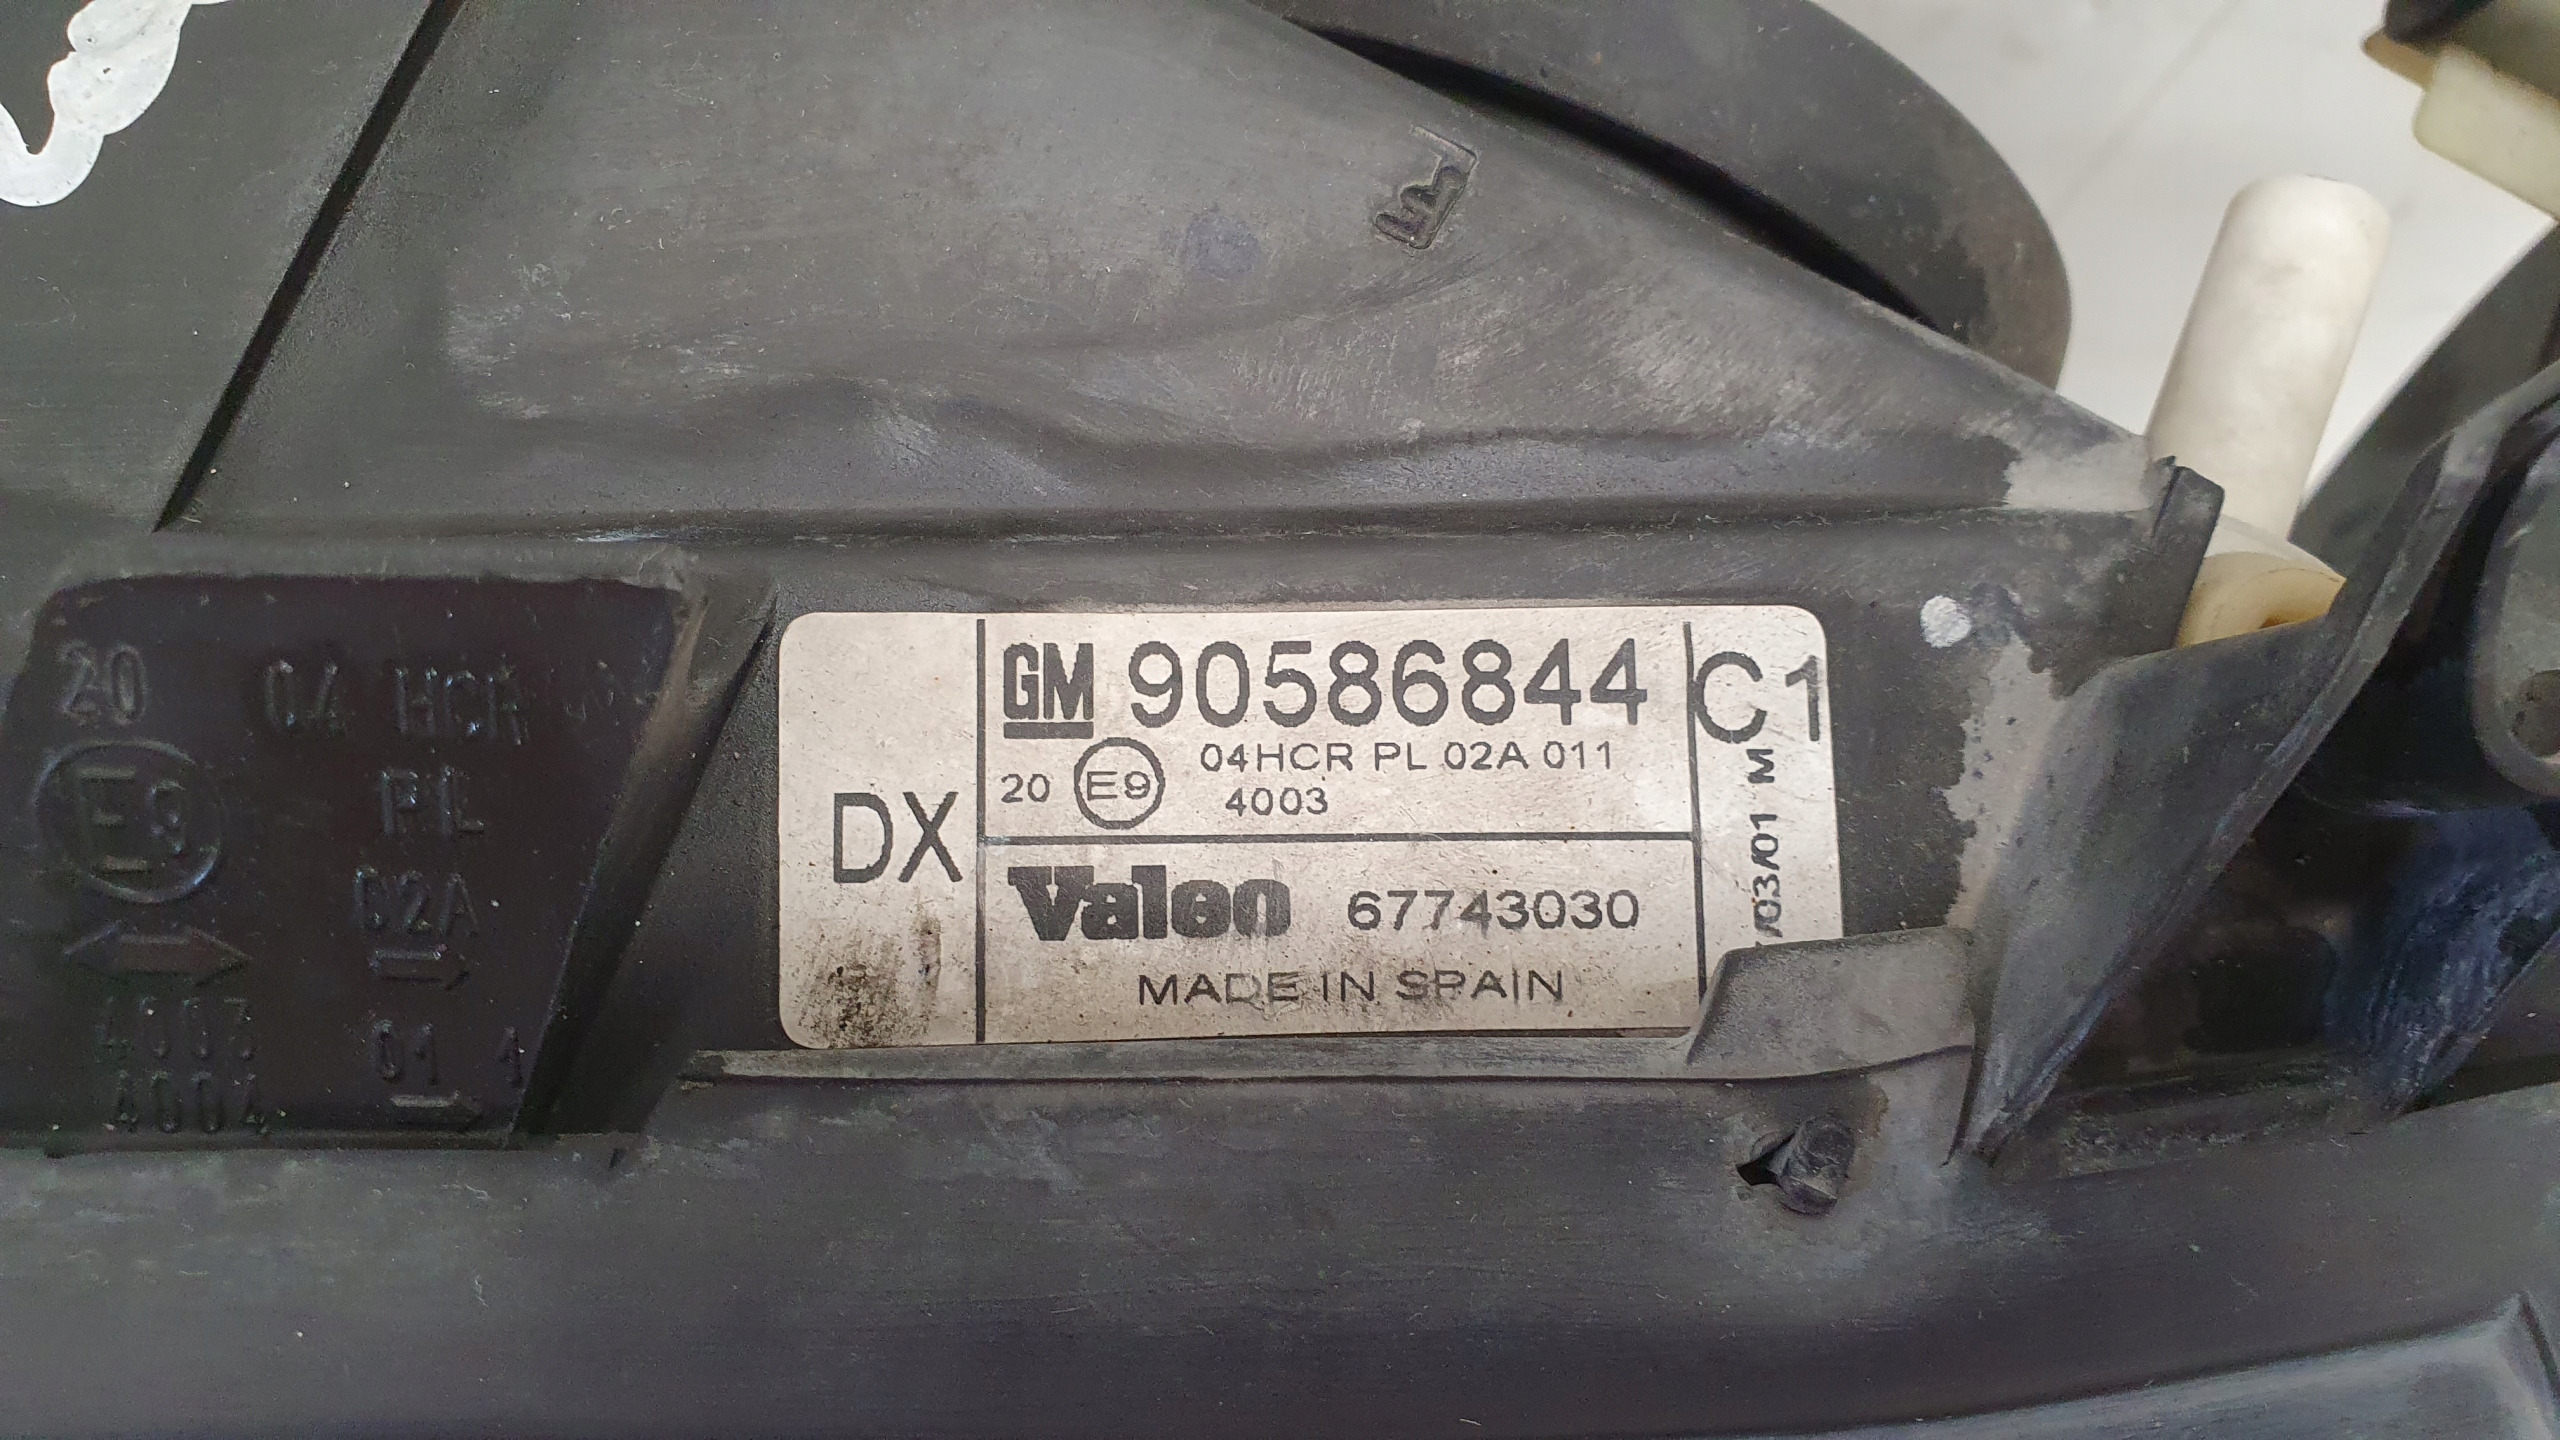 20
04 HCR
E9
PL
02A
4003
01 1
4004
DX
GM 90586844
C1
04HCR PL 02A 011
20 E9 4003
Valeo 67743030
MADE IN SPAIN
/03/01 M